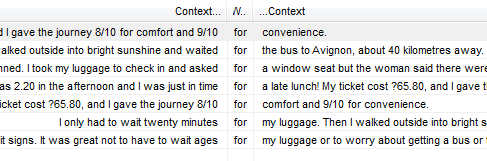 Context... W.. ...Context
I gave the journey 8/10 for comfort and 9/10 for convenience.
walked outside into bright sunshine and waited for the bus to Avignon, about 40 kilometres away.
nned. I took my luggage to check in and asked for a window seat but the woman said there were
as 2.20 in the afternoon and I was just in time for a late lunch! My ticket cost ?65.80, and I gave t
icket cost ?65.80, and I gave the journey 8/10 for comfort and 9/10 for convenience.
I only had to wait twenty minutes for my luggage. Then I walked outside into bright s
it signs. It was great not to have to wait ages for my luggage or to worry about getting a bus or